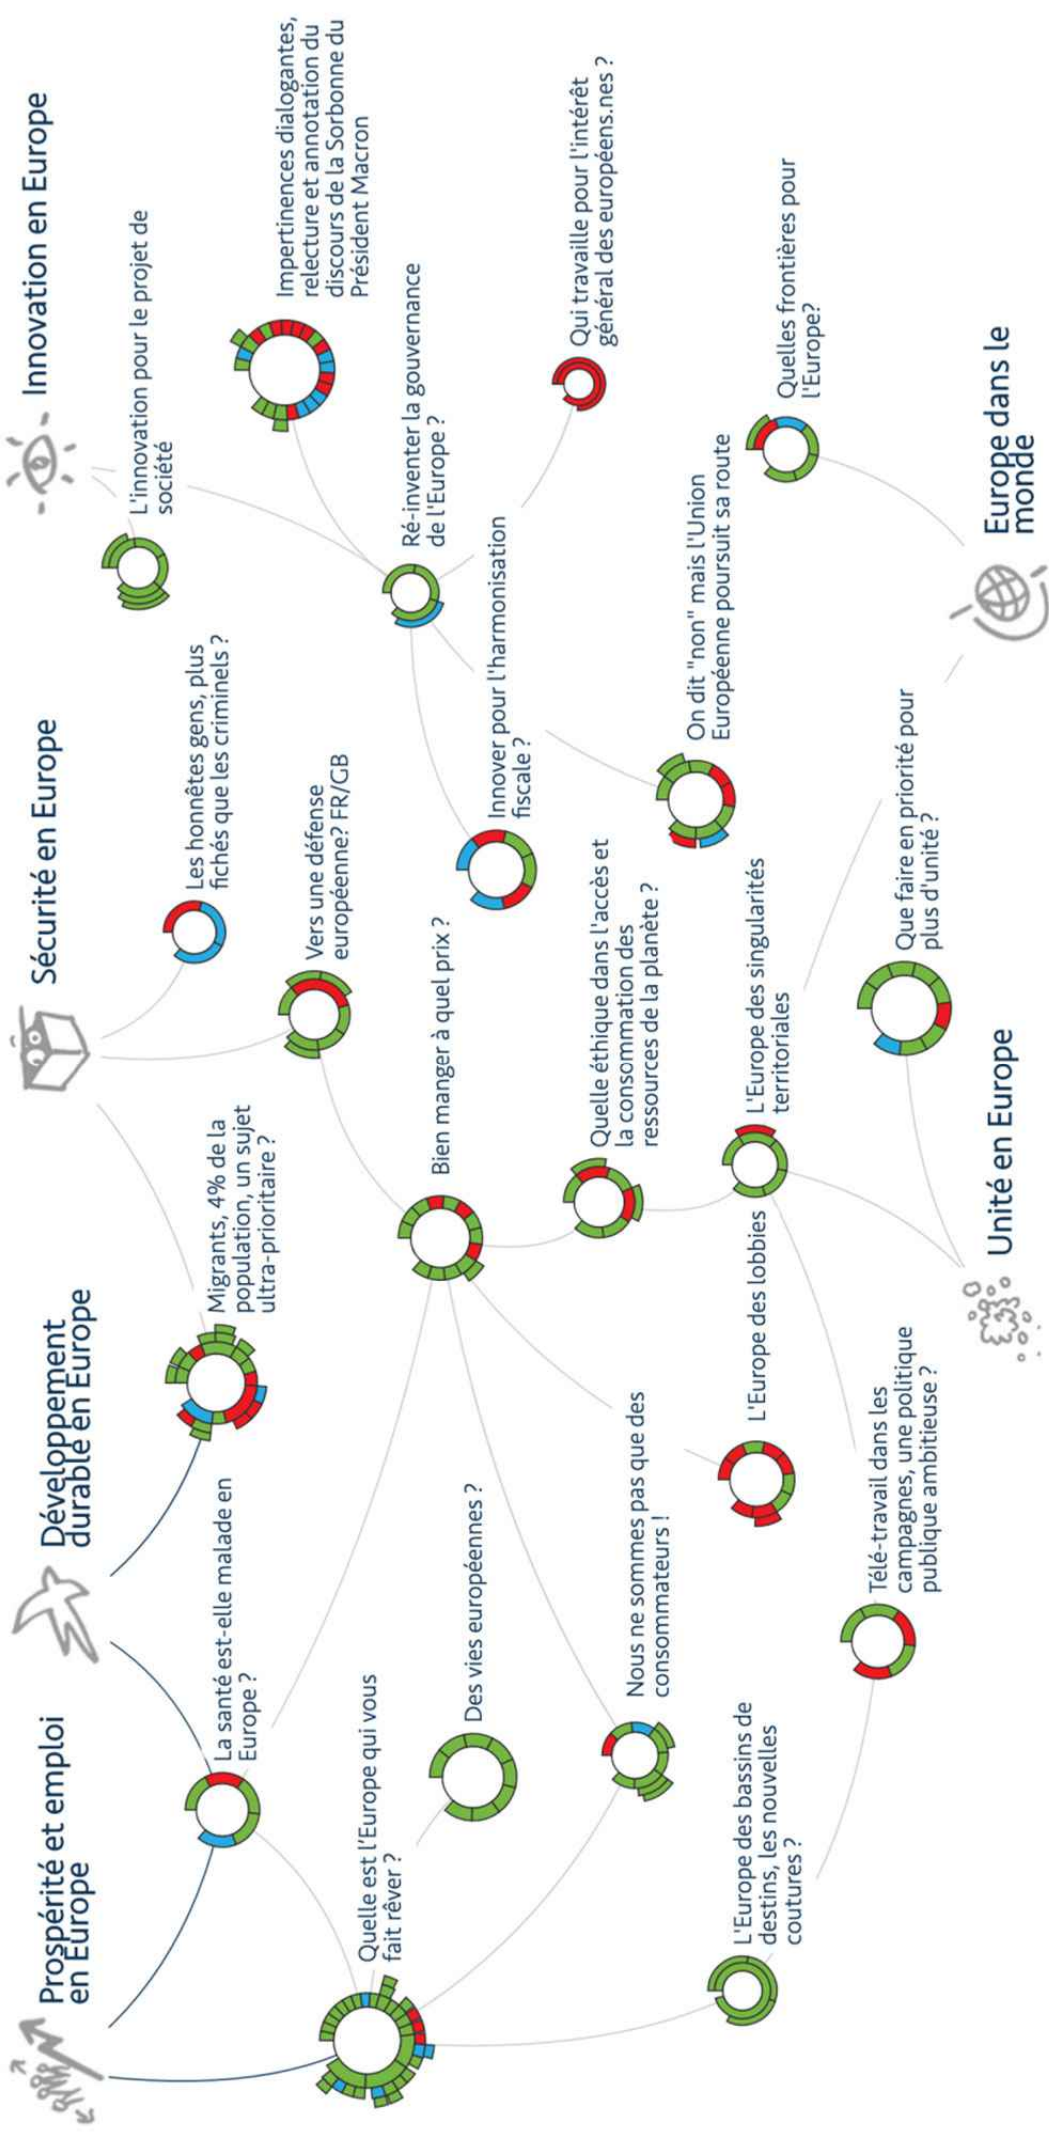 Prospérité et emploi
en Europe
Développement
durable en Europe
Sécurité en Europe
Innovation en Europe
La santé est-elle malade en
Europe ?
Migrants, 4% de la
population, un sujet
ultra-prioritaire ?
Les honnêtes gens, plus
fichés que les criminels ?
L'innovation pour le projet de
société
Impertinences dialogantes,
relecture et annotation du
discours de la Sorbonne du
Président Macron
Vers une défense
européenne? FR/GB
Quelle est l'Europe qui vous
fait rêver ?
Des vies européennes ?
Bien manger à quel prix ?
Ré-inventer la gouvernance
de l'Europe ?
Innover pour l'harmonisation
fiscale ?
Qui travaille pour l'intérêt
général des européens.nes ?
Nous ne sommes pas que des
consommateurs !
Quelle éthique dans l'accès et
la consommation des
ressources de la planète ?
On dit "non" mais l'Union
Européenne poursuit sa route
Quelles frontières pour
l'Europe?
L'Europe des bassins de
destins, les nouvelles
coutures ?
L'Europe des lobbies
L'Europe des singularités
territoriales
Télé-travail dans les
campagnes, une politique
publique ambitieuse ?
Que faire en priorité pour
plus d'unité ?
Unité en Europe
Europe dans le
monde